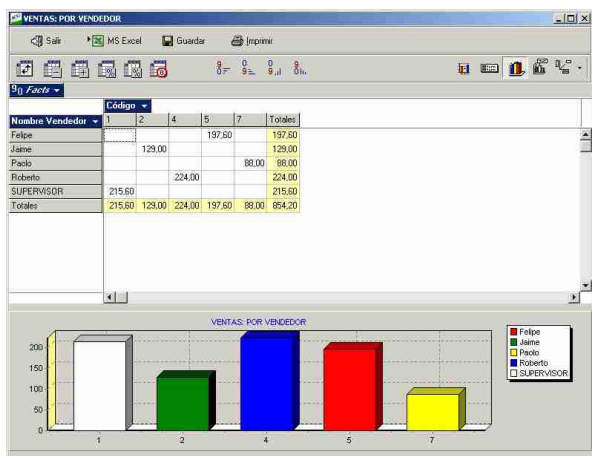 VENTAS: POR VENDEDOR
Salir MS Excel Guardar Imprimir
Facts
Código
Nombre Vendedor 1 2 4 5 7 Totales
Felipe 197,60 197,60
Jaime 129,00 129,00
Paolo 88,00 88,00
Roberto 224,00 224,00
SUPERVISOR 215,60 215,60
Totales 215,60 129,00 224,00 197,60 88,00 854,20
VENTAS: POR VENDEDOR
200
150
100
50
0
1 2 4 5 7
Felipe
Jaime
Paolo
Roberto
SUPERVISOR